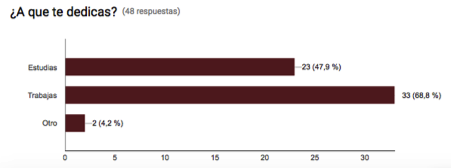 ¿A que te dedicas? (48 respuestas)
Estudias 23 (47,9 %)
Trabajas 33 (68,8 %)
Otro 2 (4,2 %)
0 5 10 15 20 25 30